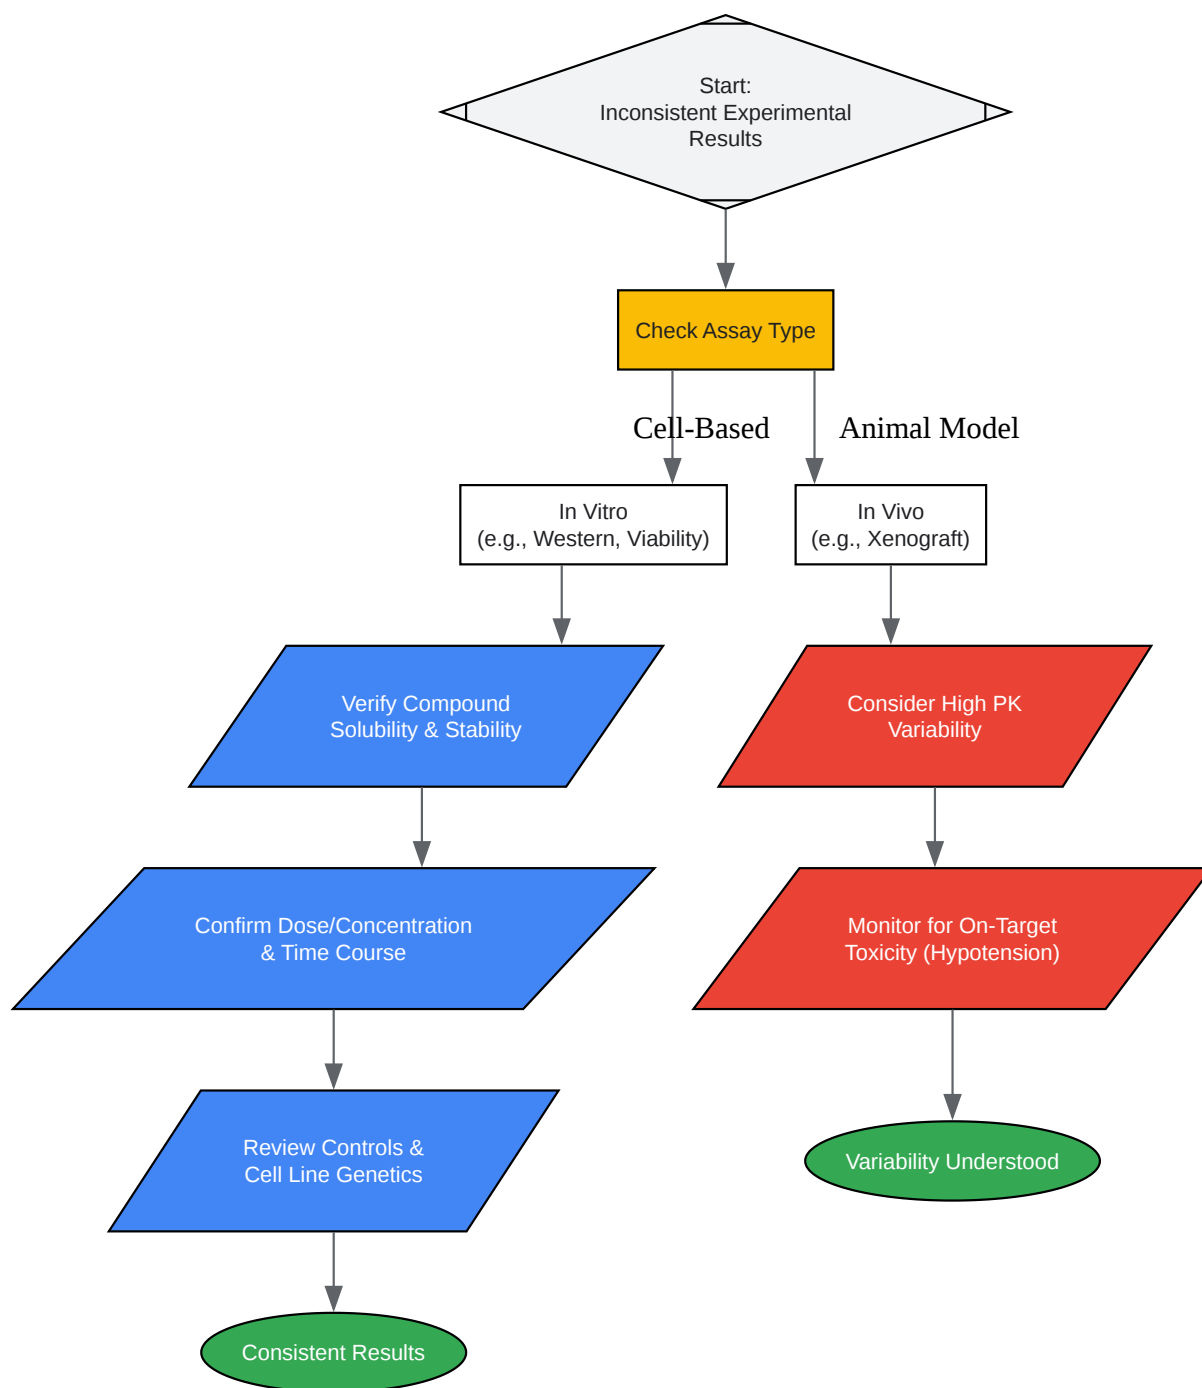 Start:
Inconsistent Experimental
Results
Check Assay Type
Cell-Based
Animal Model
In Vitro
(e.g., Western, Viability)
In Vivo
(e.g., Xenograft)
Verify Compound
Solubility & Stability
Consider High PK
Variability
Confirm Dose/Concentration
& Time Course
Monitor for On-Target
Toxicity (Hypotension)
Review Controls &
Cell Line Genetics
Variability Understood
Consistent Results